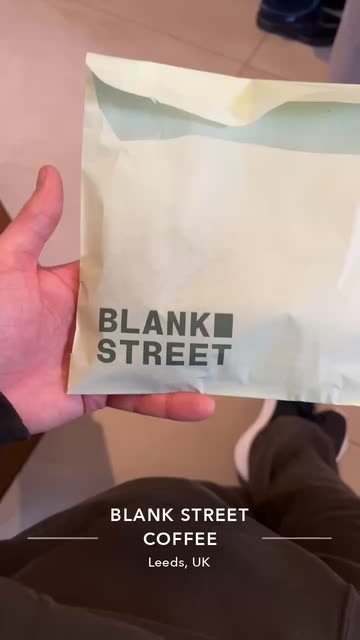 BLANK■
STREET
BLANK STREET
COFFEE
Leeds, UK